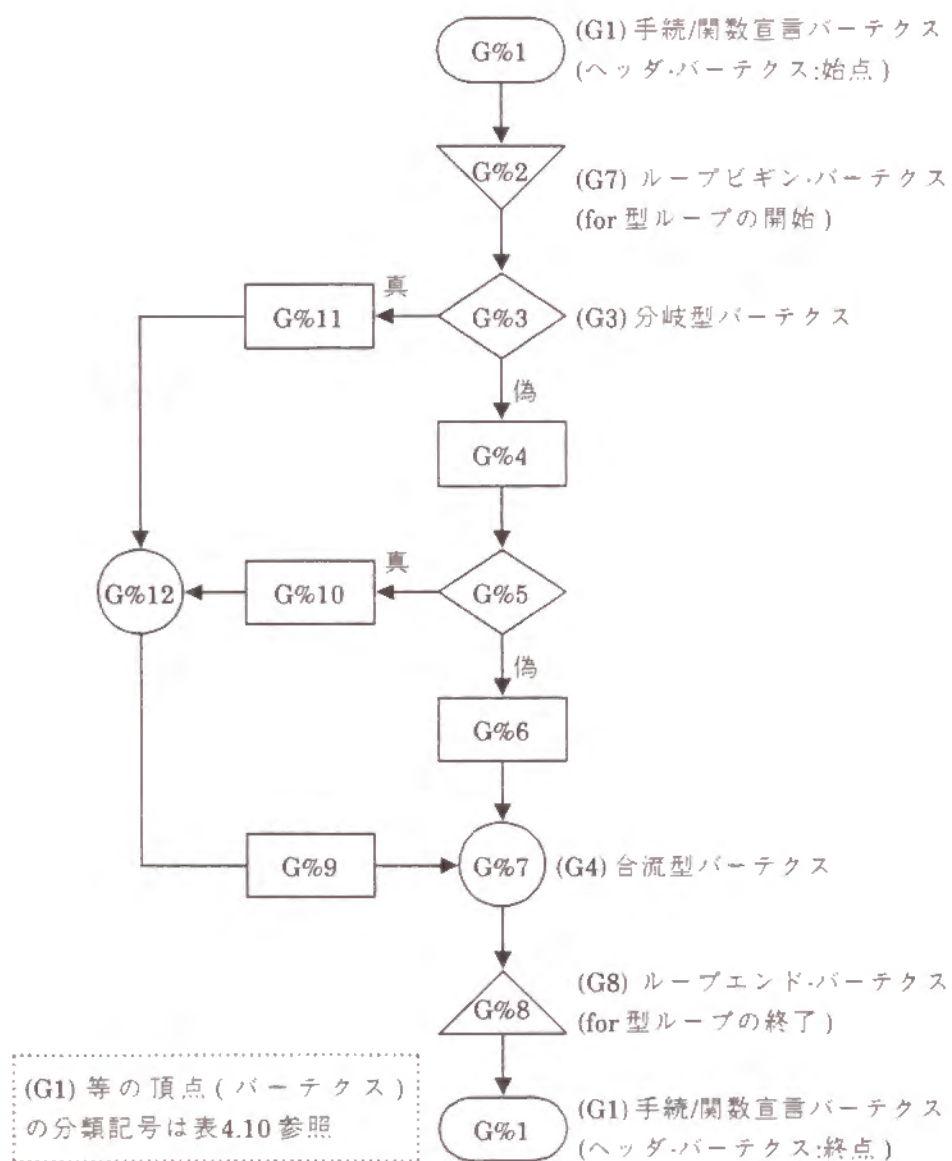 G%1
(G1) 手続/関数宣言バーテクス
(ヘッダ·バーテクス:始点)
G%2
(G7) ループビギン·バーテクス
(for 型ループの開始)
G%11
真
G%3
(G3) 分岐型バーテクス
偽
G%4
G%12
G%10
真
G%5
偽
G%6
G%9
G%7
(G4) 合流型バーテクス
G%8
(G8) ループエンド·バーテクス
(for 型ループの終了)
(G1) 等の頂点(バーテクス)
の分類記号は表4.10 参照
G%1
(G1) 手続/関数宣言バーテクス
(ヘッダ·バーテクス:終点)